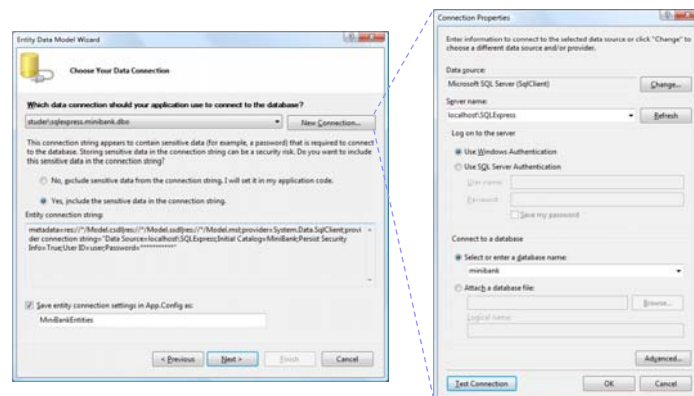 Entity Data Model Wizard
Choose Your Data Connection
Which data connection should your application use to connect to the database?
studer\sqlexpress.minibank.dbo
New Connection...
This connection string appears to contain sensitive data (for example, a password) that is required to connect
to the database. Storing sensitive data in the connection string can be a security risk. Do you want to include
this sensitive data in the connection string?
No, exclude sensitive data from the connection string. I will set it in my application code.
Yes, include the sensitive data in the connection string.
Entity connection string:
metadata=res://*/Model.csdl|res://*/Model.ssdl|res://*/Model.msl;provider=System.Data.SqlClient;provi
der connection string="Data Source=localhost\SQLExpress;Initial Catalog=MiniBank;Persist Security
Info=True;User ID=user;Password=**********"
Save entity connection settings in App.Config as:
MiniBankEntities
< Previous
Next >
Finish
Cancel
Connection Properties
Enter information to connect to the selected data source or click "Change" to
choose a different data source and/or provider.
Data source:
Microsoft SQL Server (SqlClient)
Change...
Server name:
localhost\SQLExpress
Refresh
Log on to the server
Use Windows Authentication
Use SQL Server Authentication
User name:
Password:
Save my password
Connect to a database
Select or enter a database name:
minibank
Attach a database file:
Browse...
Logical name:
Advanced...
Test Connection
OK
Cancel